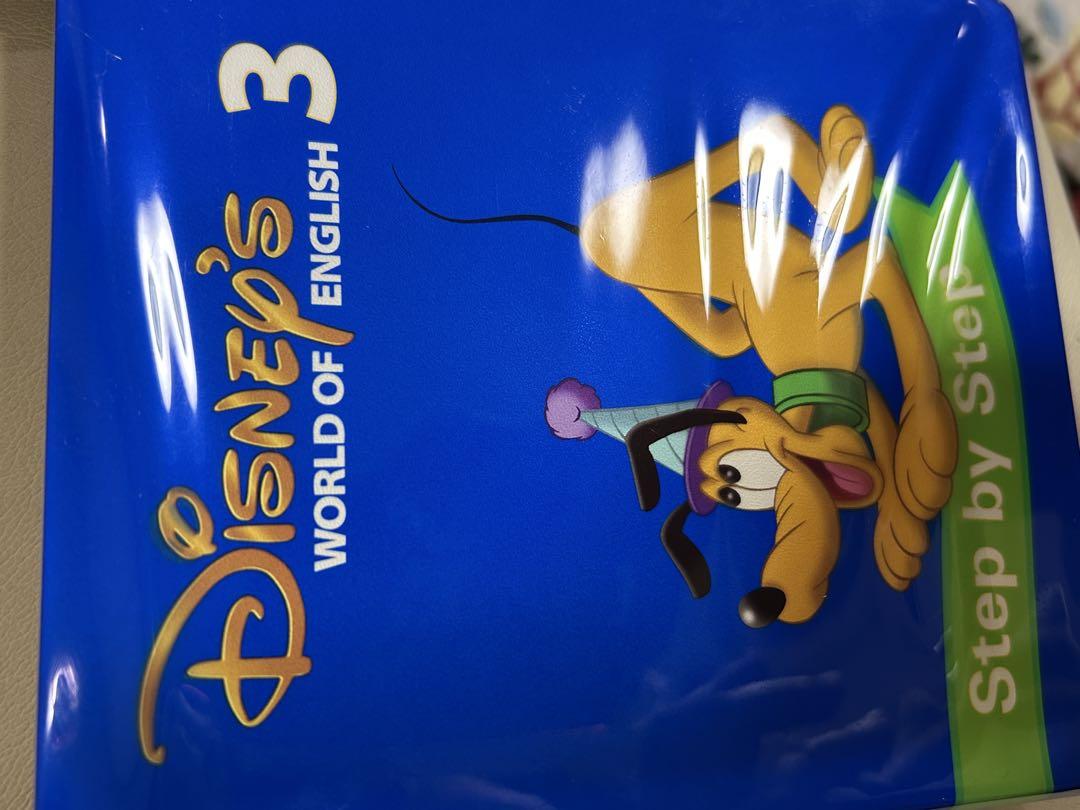 Disney's
WORLD OF ENGLISH 3
Step by Step